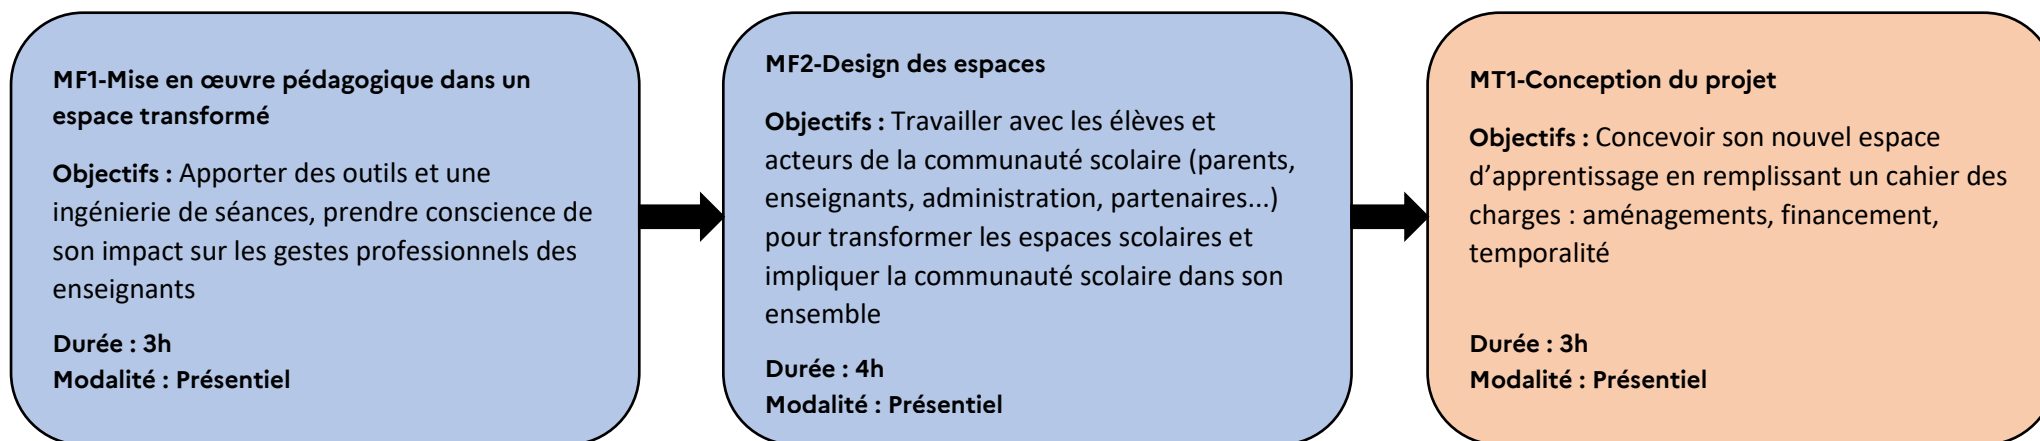 MF1-Mise en œuvre pédagogique dans un
espace transformé
Objectifs : Apporter des outils et une
ingénierie de séances, prendre conscience de
son impact sur les gestes professionnels des
enseignants
Durée : 3h
Modalité : Présentiel
MF2-Design des espaces
Objectifs : Travailler avec les élèves et
acteurs de la communauté scolaire (parents,
enseignants, administration, partenaires...)
pour transformer les espaces scolaires et
impliquer la communauté scolaire dans son
ensemble
Durée : 4h
Modalité : Présentiel
MT1-Conception du projet
Objectifs : Concevoir son nouvel espace
d’apprentissage en remplissant un cahier des
charges : aménagements, financement,
temporalité
Durée : 3h
Modalité : Présentiel